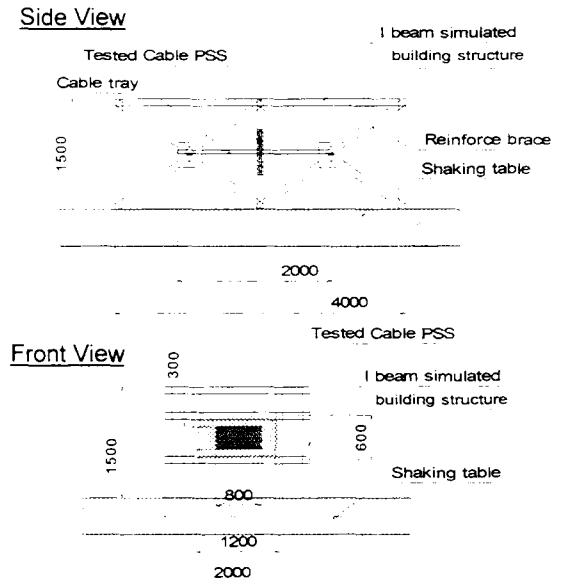 Side View
I beam simulated
building structure
Tested Cable PSS
Cable tray
1500
Reinforce brace
Shaking table
2000
4000
Tested Cable PSS
Front View
300
I beam simulated
building structure
1500
600
Shaking table
800
1200
2000